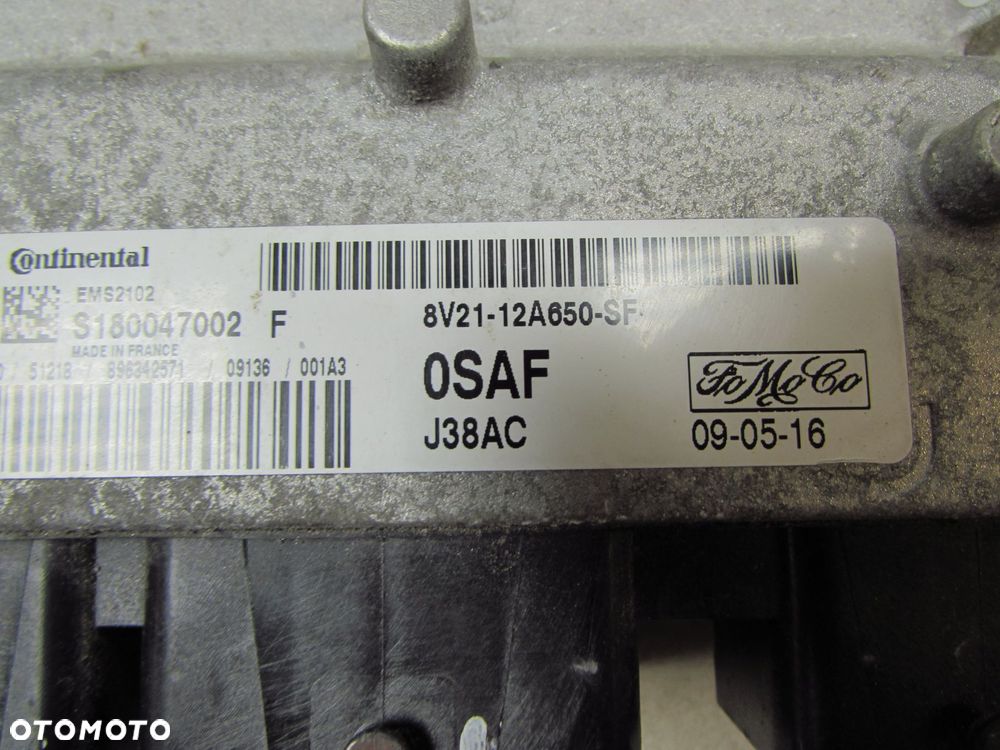 Continental
EMS2102
S180047002 F
MADE IN FRANCE
0 / 51218 / 896342571 / 09136 / 001A3
8V21-12A650-SF
0SAF
J38AC
FoMoCo
09-05-16
OTOMOTO